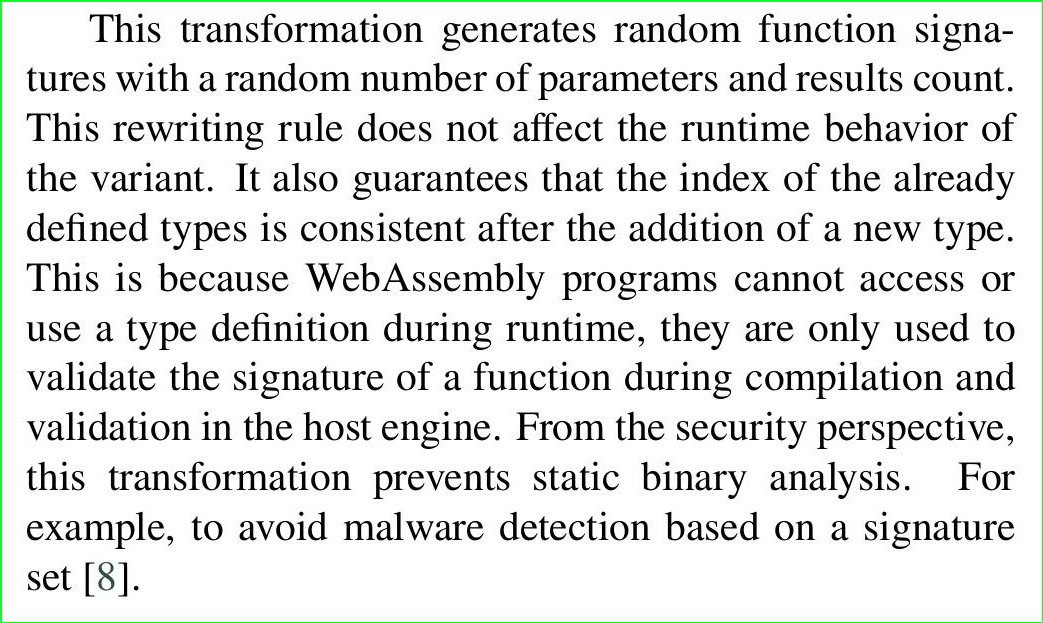 This transformation generates random function signa-
tures with a random number of parameters and results count.
This rewriting rule does not affect the runtime behavior of
the variant. It also guarantees that the index of the already
defined types is consistent after the addition of a new type.
This is because WebAssembly programs cannot access or
use a type definition during runtime, they are only used to
validate the signature of a function during compilation and
validation in the host engine. From the security perspective,
this transformation prevents static binary analysis. For
example, to avoid malware detection based on a signature
set [8].